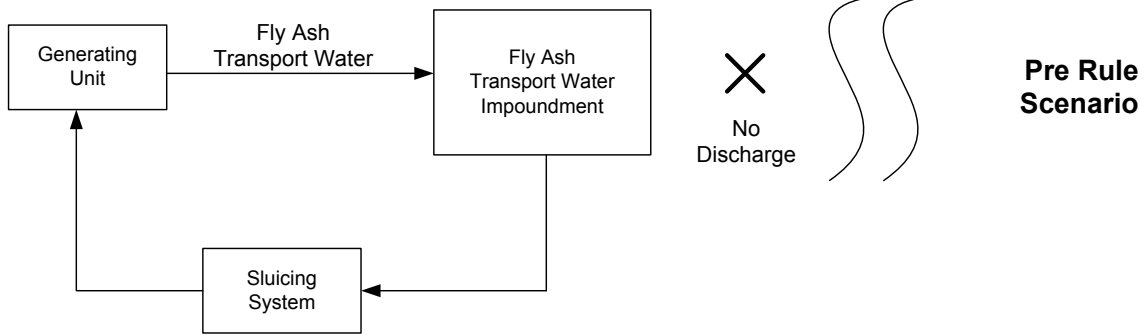 Generating
Unit
Fly Ash
Transport Water
Fly Ash
Transport Water
Impoundment
No
Discharge
Pre Rule
Scenario
Sluicing
System